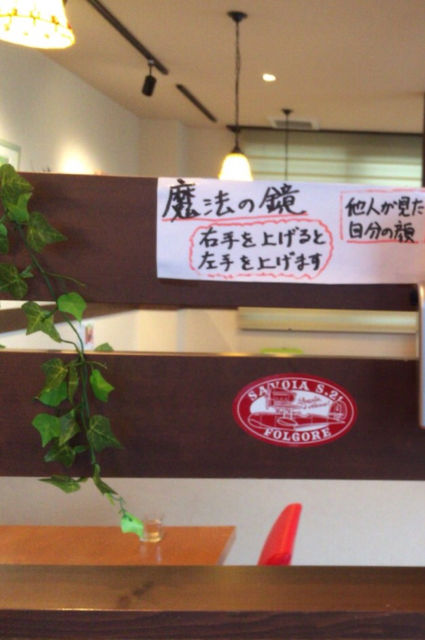 魔法の鏡
右手を上げると
左手を上げます
他人が見た
自分の顔
SAVOIA S.21
FOLGORE